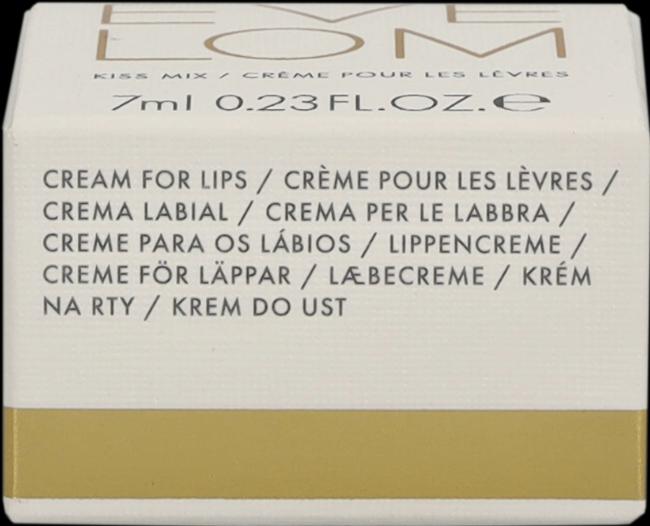 EVE
LOM
KISS MIX / CRÈME POUR LES LÈVRES
7ml 0.23 FL.OZ. ℮
CREAM FOR LIPS / CRÈME POUR LES LÈVRES /
CREMA LABIAL / CREMA PER LE LABBRA /
CREME PARA OS LÁBIOS / LIPPENCREME /
CREME FÖR LÄPPAR / LÆBECREME / KRÉM
NA RTY / KREM DO UST